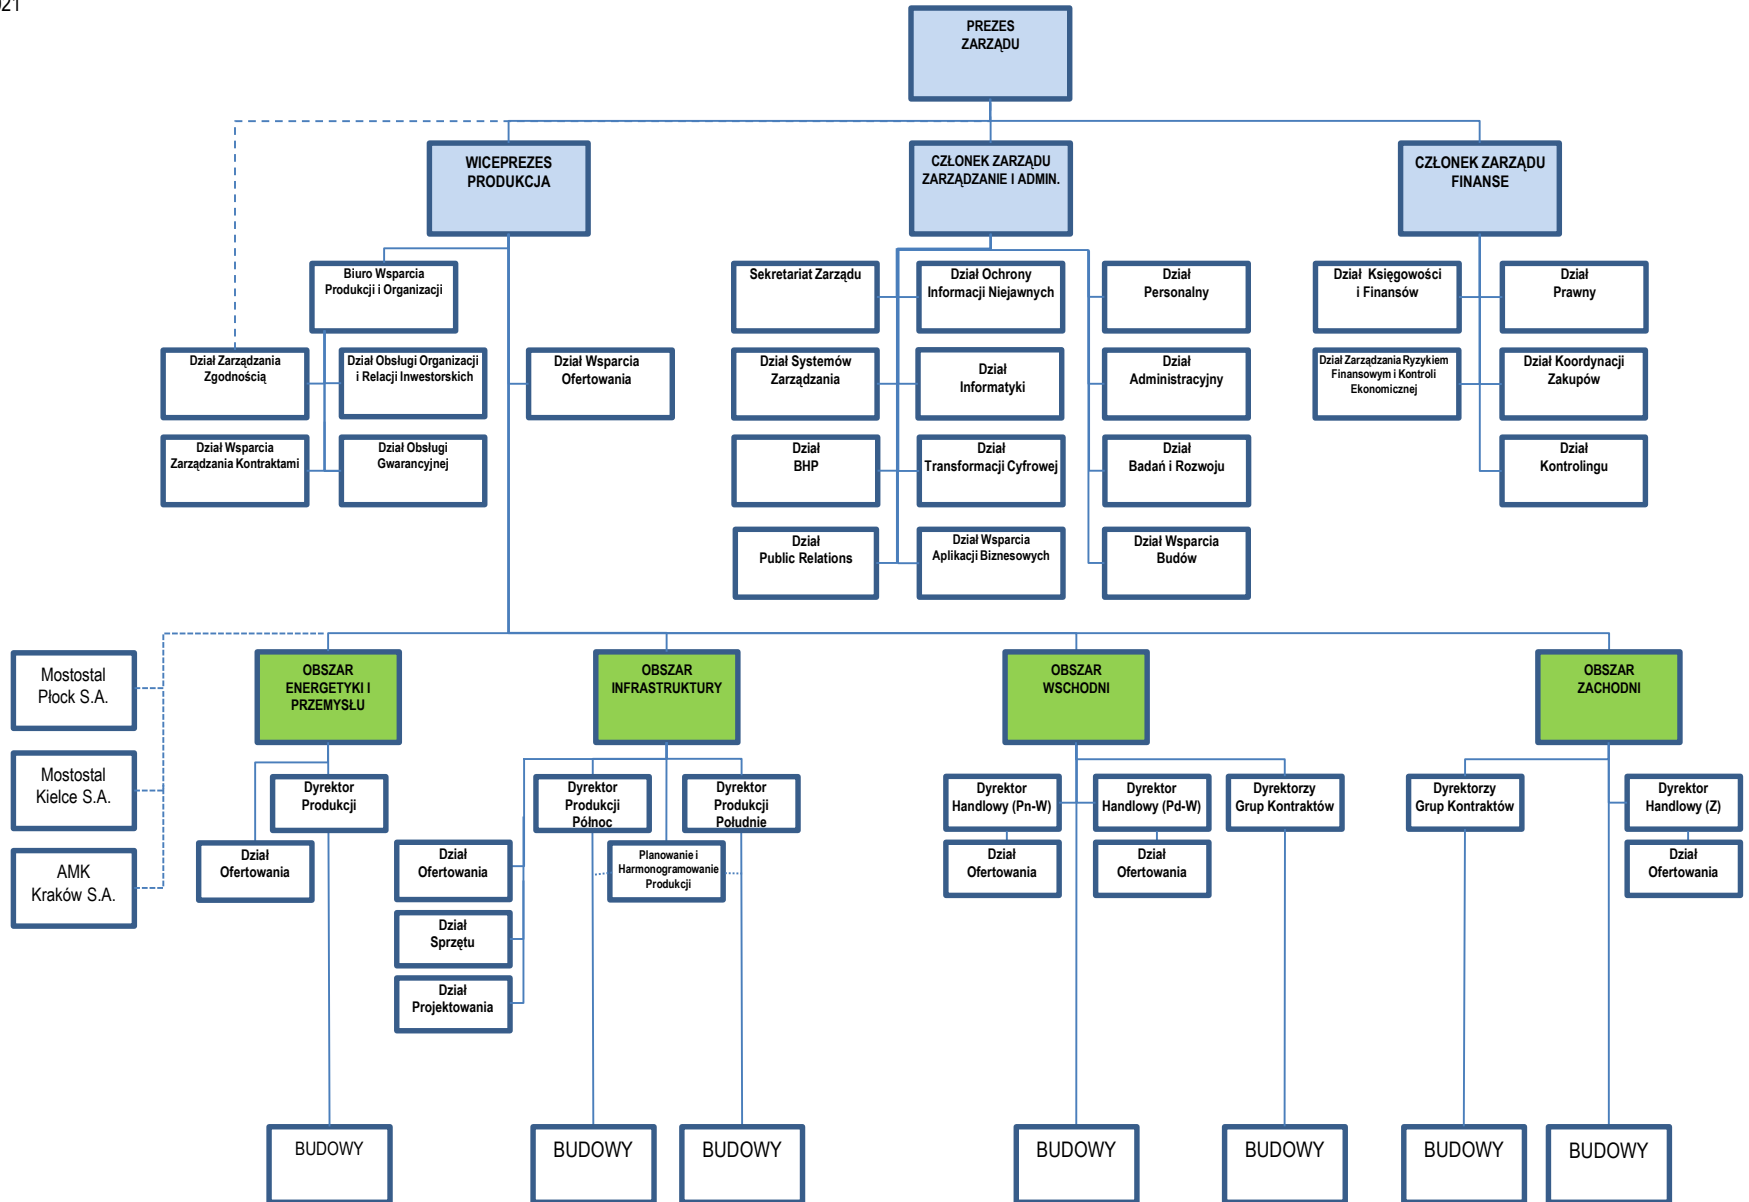 021
PREZES
ZARZĄDU
WICEPREZES
PRODUKCJA
CZŁONEK ZARZĄDU
ZARZĄDZANIE I ADMIN.
CZŁONEK ZARZĄDU
FINANSE
Biuro Wsparcia
Produkcji i Organizacji
Sekretariat Zarządu
Dział Ochrony
Informacji Niejawnych
Dział
Personalny
Dział Księgowości
i Finansów
Dział
Prawny
Dział Zarządzania
Zgodnością
Dział Obsługi Organizacji
i Relacji Inwestorskich
Dział Wsparcia
Ofertowania
Dział Systemów
Zarządzania
Dział
Informatyki
Dział
Administracyjny
Dział Zarządzania Ryzykiem
Finansowym i Kontroli
Ekonomicznej
Dział Koordynacji
Zakupów
Dział Wsparcia
Zarządzania Kontraktami
Dział Obsługi
Gwarancyjnej
Dział
BHP
Dział
Transformacji Cyfrowej
Dział
Badań i Rozwoju
Dział
Kontrolingu
Dział
Public Relations
Dział Wsparcia
Aplikacji Biznesowych
Dział Wsparcia
Budów
Mostostal
Płock S.A.
OBSZAR
ENERGETYKI I
PRZEMYSŁU
OBSZAR
INFRASTRUKTURY
OBSZAR
WSCHODNI
OBSZAR
ZACHODNI
Mostostal
Kielce S.A.
Dyrektor
Produkcji
Dyrektor
Produkcji
Północ
Dyrektor
Produkcji
Południe
Dyrektor
Handlowy (Pn-W)
Dyrektor
Handlowy (Pd-W)
Dyrektorzy
Grup Kontraktów
Dyrektorzy
Grup Kontraktów
Dyrektor
Handlowy (Z)
AMK
Kraków S.A.
Dział
Ofertowania
Dział
Ofertowania
Planowanie i
Harmonogramowanie
Produkcji
Dział
Ofertowania
Dział
Ofertowania
Dział
Ofertowania
Dział
Sprzętu
Dział
Projektowania
BUDOWY
BUDOWY
BUDOWY
BUDOWY
BUDOWY
BUDOWY
BUDOWY